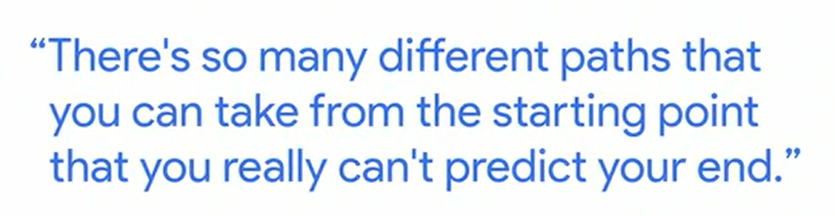 “There's so many different paths that
you can take from the starting point
that you really can't predict your end.”